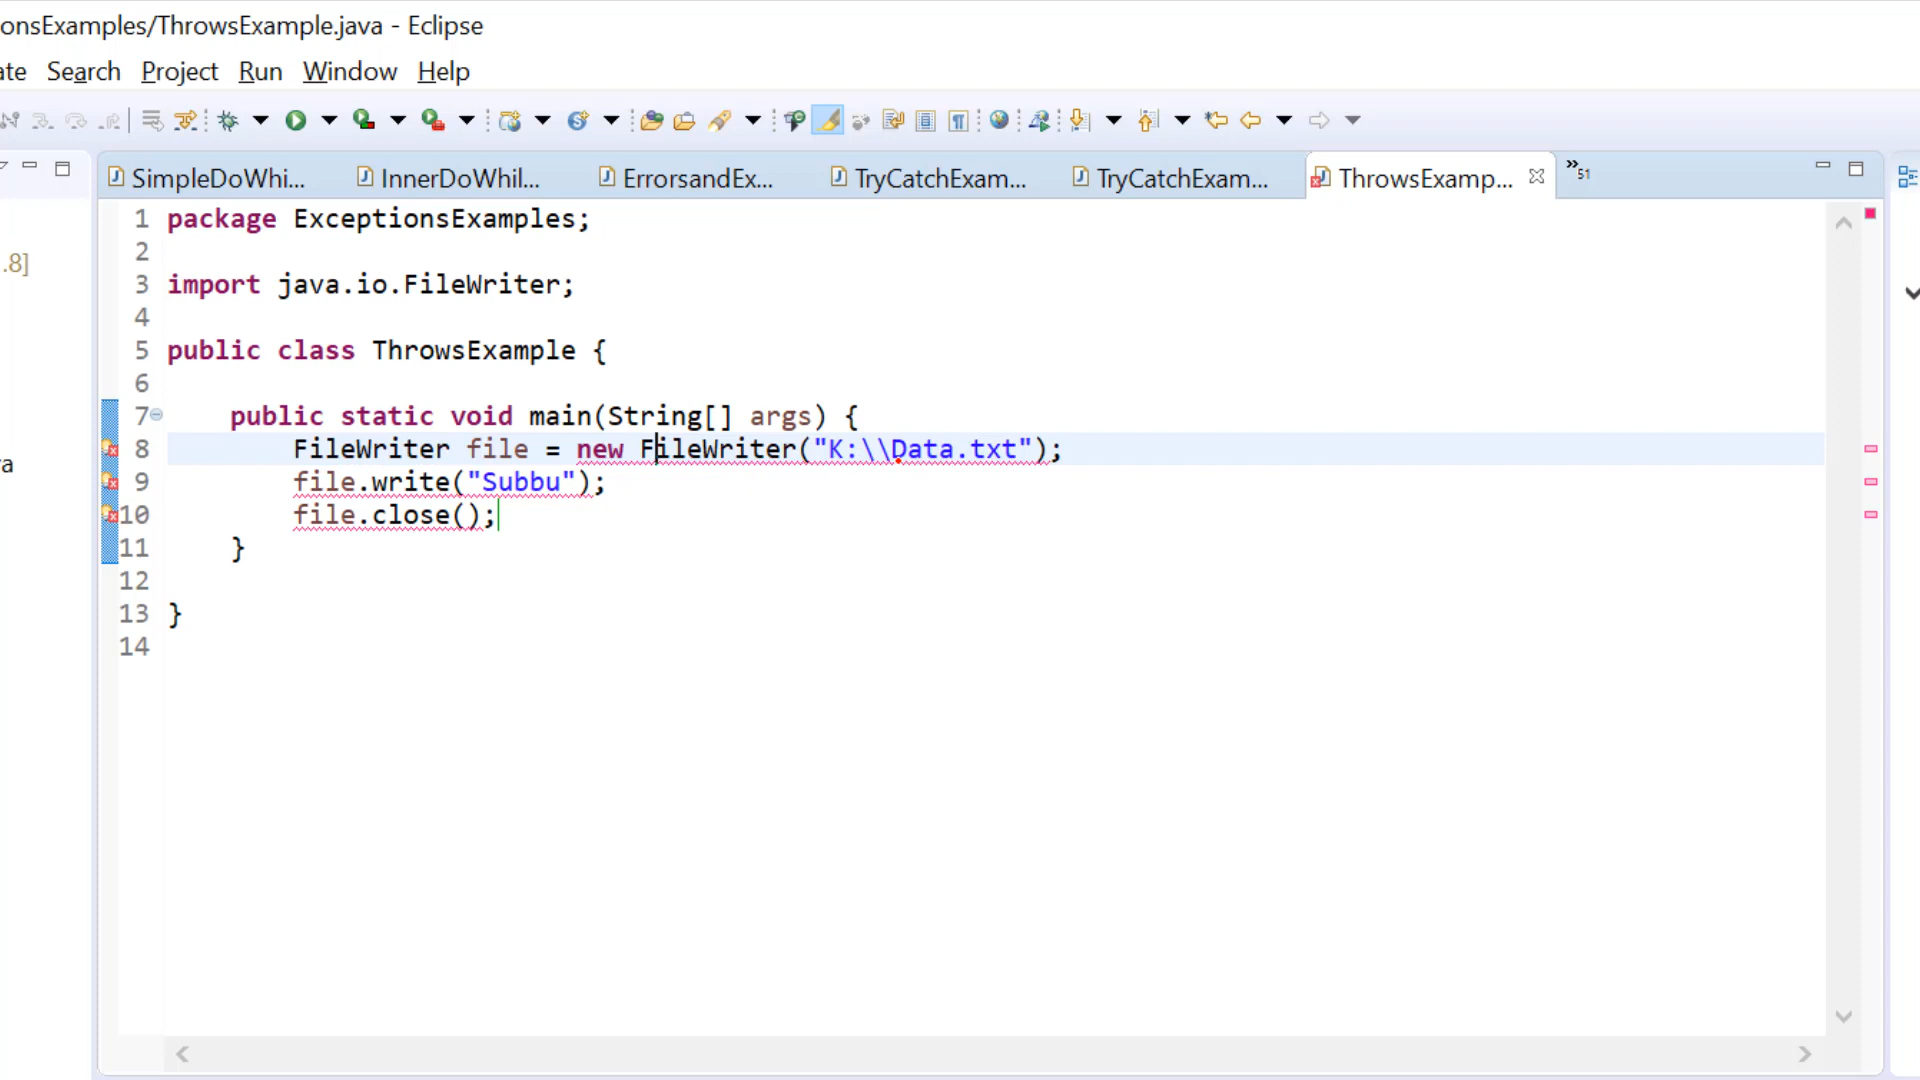 onsExamples/ThrowsExample.java - Eclipse
ate Search Project Run Window Help
SimpleDoWhi... InnerDoWhil... ErrorsandEx... TryCatchExam... TryCatchExam... ThrowsExamp... »51
.8]
a
1 package ExceptionsExamples;
2
3 import java.io.FileWriter;
4
5 public class ThrowsExample {
6
7 public static void main(String[] args) {
8 FileWriter file = new FileWriter("K:\\Data.txt");
9 file.write("Subbu");
10 file.close();
11 }
12
13 }
14